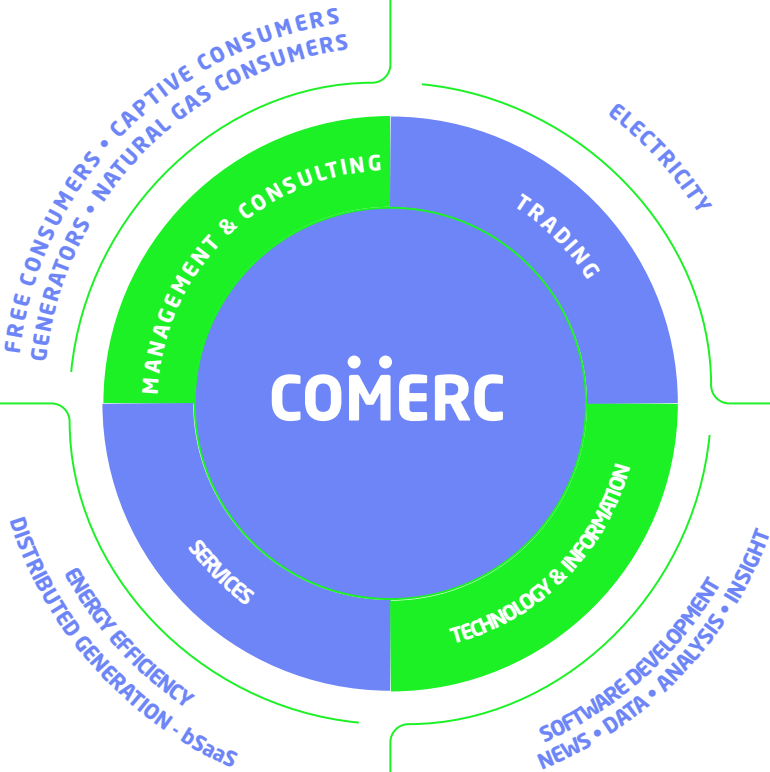 FREE CONSUMERS • CAPTIVE CONSUMERS
GENERATORS • NATURAL GAS CONSUMERS
MANAGEMENT & CONSULTING
TRADING
ELECTRICITY
COMERC
SERVICES
ENERGY EFFICIENCY
DISTRIBUTED GENERATION - bSaaS
TECHNOLOGY & INFORMATION
SOFTWARE DEVELOPMENT
NEWS • DATA • ANALYSIS • INSIGHT